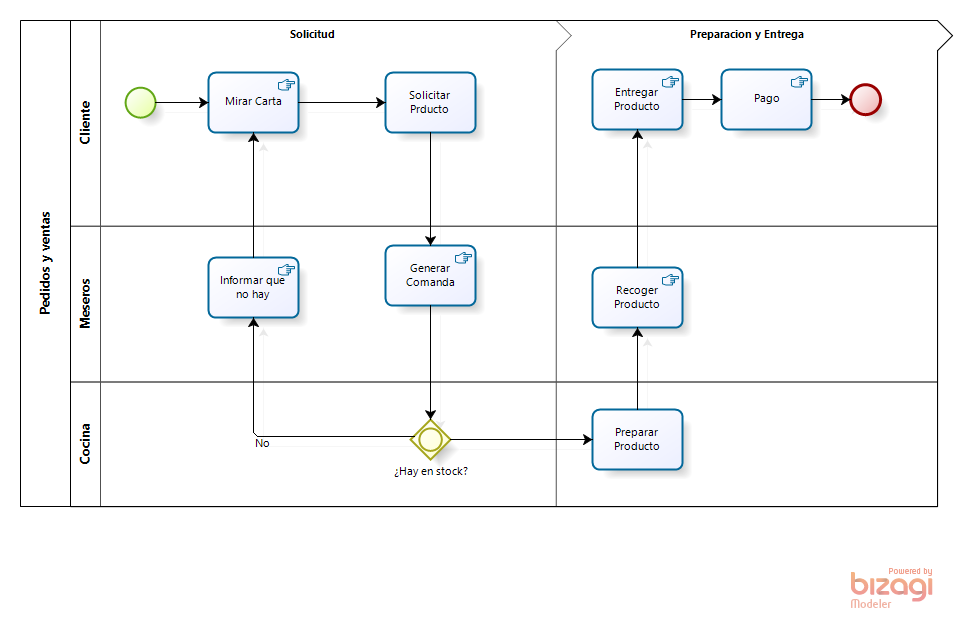 Solicitud
Preparacion y Entrega
Pedidos y ventas
Cliente
Mirar Carta
Solicitar
Prducto
Entregar
Producto
Pago
Meseros
Informar que
no hay
Generar
Comanda
Recoger
Producto
Cocina
No
¿Hay en stock?
Preparar
Producto
Powered by
bizagi
Modeler